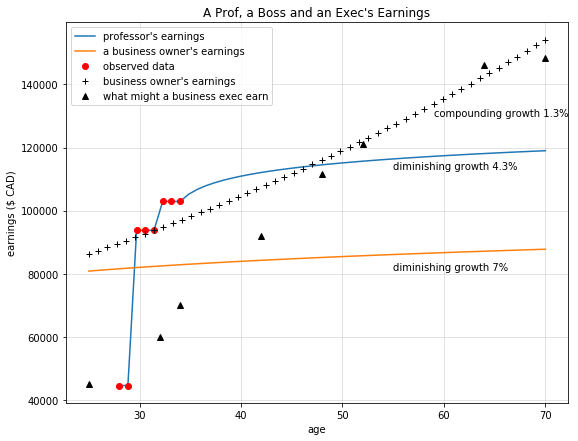 A Prof, a Boss and an Exec's Earnings
professor's earnings
a business owner's earnings
observed data
business owner's earnings
what might a business exec earn
compounding growth 1.3%
diminishing growth 4.3%
diminishing growth 7%
earnings ($ CAD)
140000
120000
100000
80000
60000
40000
30
40
50
60
70
age